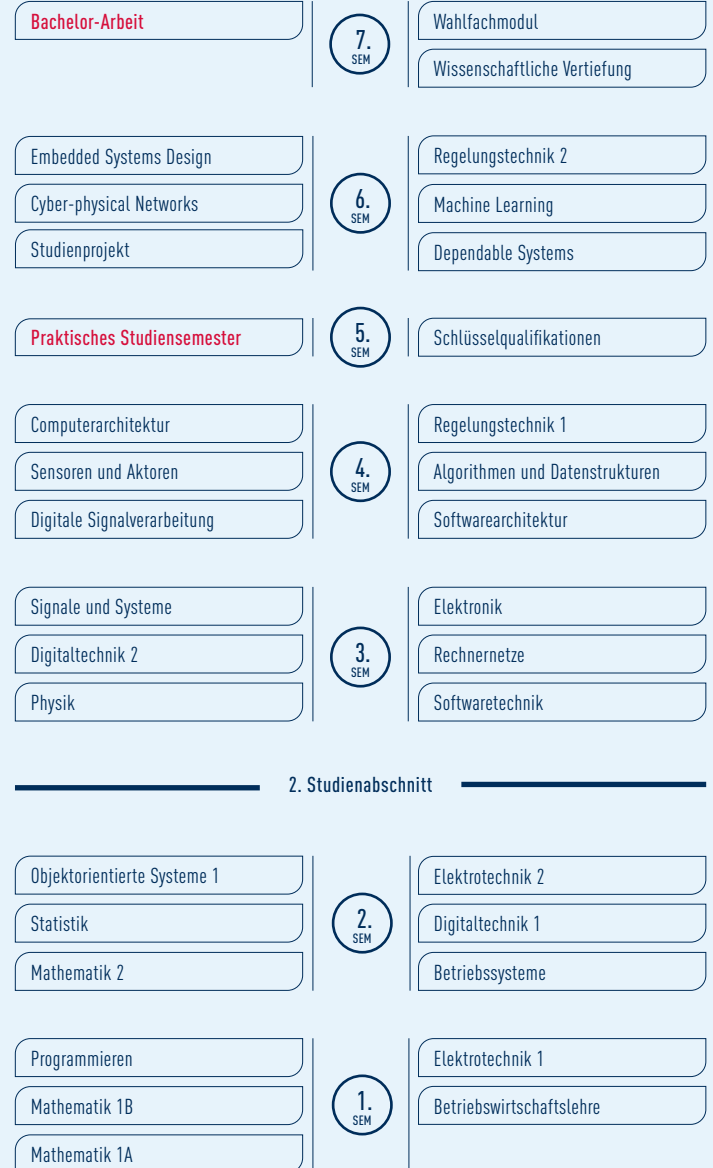 Bachelor-Arbeit
7.
SEM
Wahlfachmodul
Wissenschaftliche Vertiefung
Embedded Systems Design
Cyber-physical Networks
Studienprojekt
6.
SEM
Regelungstechnik 2
Machine Learning
Dependable Systems
Praktisches Studiensemester
5.
SEM
Schlüsselqualifikationen
Computerarchitektur
Sensoren und Aktoren
Digitale Signalverarbeitung
4.
SEM
Regelungstechnik 1
Algorithmen und Datenstrukturen
Softwarearchitektur
Signale und Systeme
Digitaltechnik 2
Physik
3.
SEM
Elektronik
Rechnernetze
Softwaretechnik
2. Studienabschnitt
Objektorientierte Systeme 1
Statistik
Mathematik 2
2.
SEM
Elektrotechnik 2
Digitaltechnik 1
Betriebssysteme
Programmieren
Mathematik 1B
Mathematik 1A
1.
SEM
Elektrotechnik 1
Betriebswirtschaftslehre